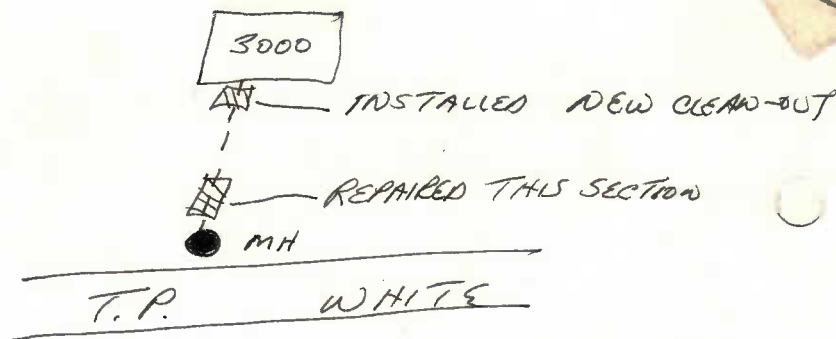 3000
INSTALLED NEW CLEAN-OUT
REPAIRED THIS SECTION
MH
T.P. WHITE